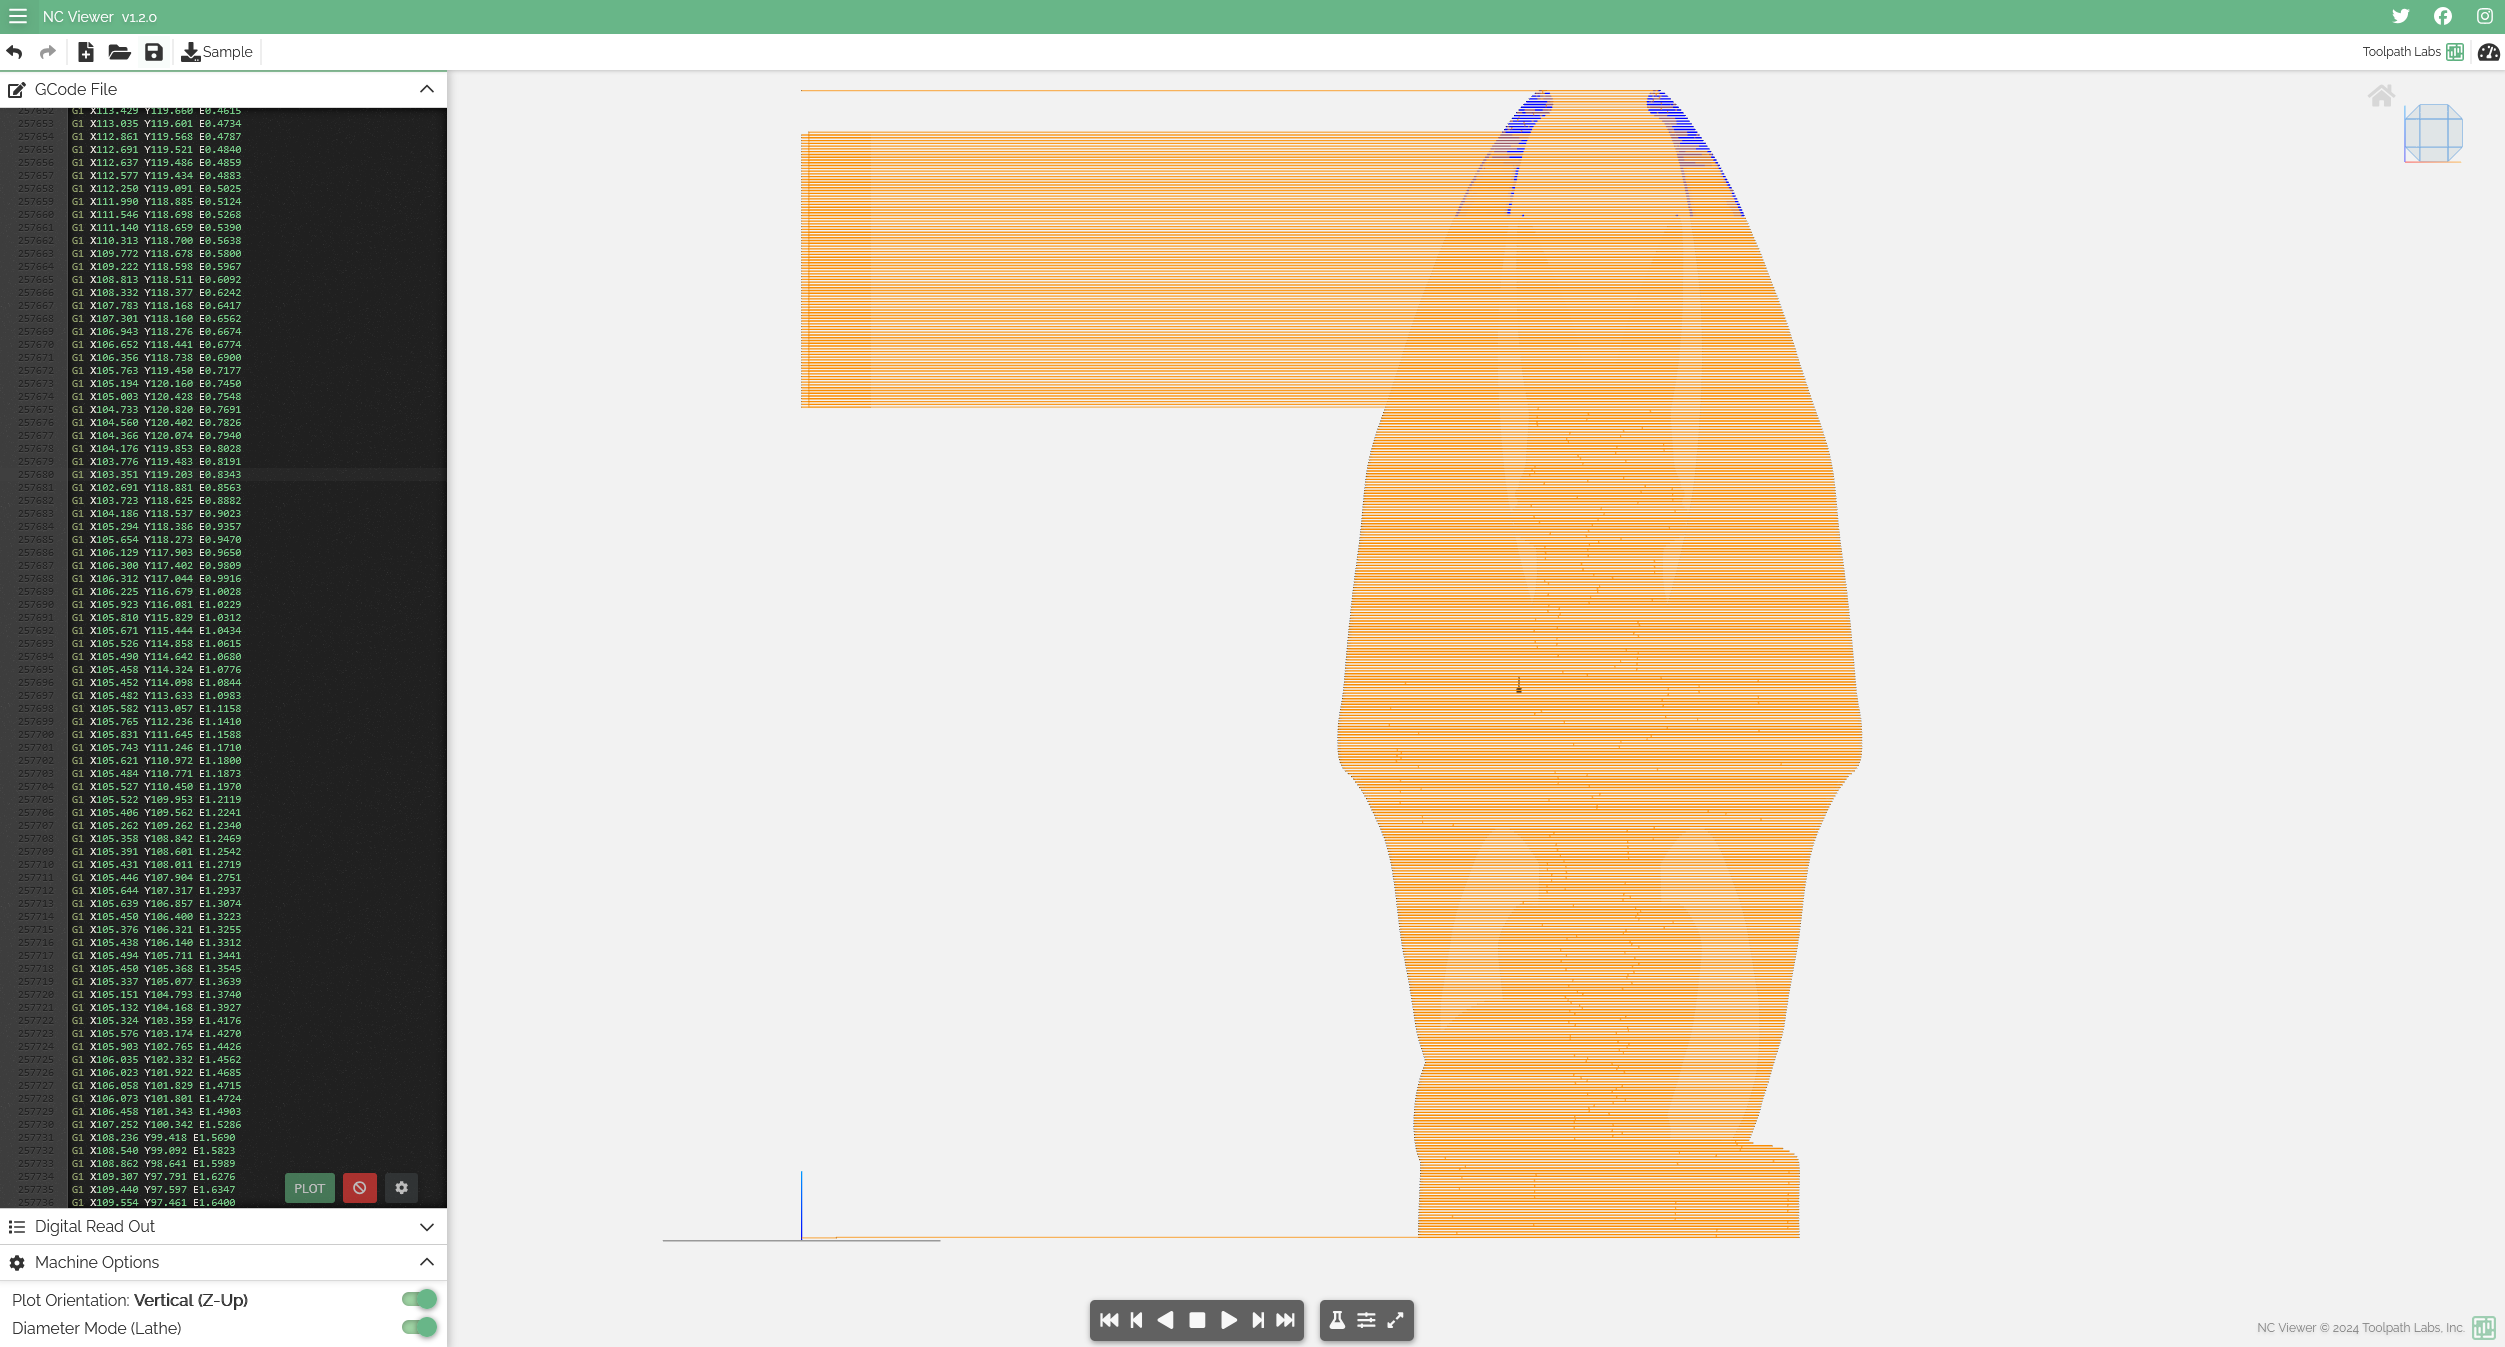 NC Viewer v1.2.0
Sample
Toolpath Labs
GCode File
257652 G1 X113.429 Y119.660 E0.4615
257653 G1 X113.035 Y119.601 E0.4734
257654 G1 X112.861 Y119.568 E0.4787
257655 G1 X112.691 Y119.521 E0.4840
257656 G1 X112.637 Y119.486 E0.4859
257657 G1 X112.577 Y119.434 E0.4883
257658 G1 X112.250 Y119.091 E0.5025
257659 G1 X111.990 Y118.885 E0.5124
257660 G1 X111.546 Y118.698 E0.5268
257661 G1 X111.140 Y118.659 E0.5390
257662 G1 X110.313 Y118.700 E0.5638
257663 G1 X109.772 Y118.678 E0.5800
257664 G1 X109.222 Y118.598 E0.5967
257665 G1 X108.813 Y118.511 E0.6092
257666 G1 X108.332 Y118.377 E0.6242
257667 G1 X107.783 Y118.168 E0.6417
257668 G1 X107.301 Y118.160 E0.6562
257669 G1 X106.943 Y118.276 E0.6674
257670 G1 X106.652 Y118.441 E0.6774
257671 G1 X106.356 Y118.738 E0.6900
257672 G1 X105.763 Y119.450 E0.7177
257673 G1 X105.194 Y120.160 E0.7450
257674 G1 X105.003 Y120.428 E0.7548
257675 G1 X104.733 Y120.820 E0.7691
257676 G1 X104.560 Y120.402 E0.7826
257677 G1 X104.366 Y120.074 E0.7940
257678 G1 X104.176 Y119.853 E0.8028
257679 G1 X103.776 Y119.483 E0.8191
257680 G1 X103.351 Y119.203 E0.8343
257681 G1 X102.691 Y118.881 E0.8563
257682 G1 X103.723 Y118.625 E0.8882
257683 G1 X104.186 Y118.537 E0.9023
257684 G1 X105.294 Y118.386 E0.9357
257685 G1 X105.654 Y118.273 E0.9470
257686 G1 X106.129 Y117.903 E0.9650
257687 G1 X106.300 Y117.402 E0.9809
257688 G1 X106.312 Y117.044 E0.9916
257689 G1 X106.225 Y116.679 E1.0028
257690 G1 X105.923 Y116.081 E1.0229
257691 G1 X105.810 Y115.829 E1.0312
257692 G1 X105.671 Y115.444 E1.0434
257693 G1 X105.526 Y114.858 E1.0615
257694 G1 X105.490 Y114.642 E1.0680
257695 G1 X105.458 Y114.324 E1.0776
257696 G1 X105.452 Y114.098 E1.0844
257697 G1 X105.482 Y113.633 E1.0983
257698 G1 X105.582 Y113.057 E1.1158
257699 G1 X105.765 Y112.236 E1.1410
257700 G1 X105.831 Y111.645 E1.1588
257701 G1 X105.743 Y111.246 E1.1710
257702 G1 X105.621 Y110.972 E1.1800
257703 G1 X105.484 Y110.771 E1.1873
257704 G1 X105.527 Y110.450 E1.1970
257705 G1 X105.522 Y109.953 E1.2119
257706 G1 X105.406 Y109.562 E1.2241
257707 G1 X105.262 Y109.262 E1.2340
257708 G1 X105.358 Y108.842 E1.2469
257709 G1 X105.391 Y108.601 E1.2542
257710 G1 X105.431 Y108.011 E1.2719
257711 G1 X105.446 Y107.904 E1.2751
257712 G1 X105.644 Y107.317 E1.2937
257713 G1 X105.639 Y106.857 E1.3074
257714 G1 X105.450 Y106.400 E1.3223
257715 G1 X105.376 Y106.321 E1.3255
257716 G1 X105.438 Y106.140 E1.3312
257717 G1 X105.494 Y105.711 E1.3441
257718 G1 X105.450 Y105.368 E1.3545
257719 G1 X105.337 Y105.077 E1.3639
257720 G1 X105.151 Y104.793 E1.3740
257721 G1 X105.132 Y104.168 E1.3927
257722 G1 X105.324 Y103.359 E1.4176
257723 G1 X105.576 Y103.174 E1.4270
257724 G1 X105.903 Y102.765 E1.4426
257725 G1 X106.035 Y102.332 E1.4562
257726 G1 X106.023 Y101.922 E1.4685
257727 G1 X106.058 Y101.829 E1.4715
257728 G1 X106.073 Y101.801 E1.4724
257729 G1 X106.458 Y101.343 E1.4903
257730 G1 X107.252 Y100.342 E1.5286
257731 G1 X108.236 Y99.418 E1.5690
257732 G1 X108.540 Y99.092 E1.5823
257733 G1 X108.862 Y98.641 E1.5989
257734 G1 X109.307 Y97.791 E1.6276
257735 G1 X109.440 Y97.597 E1.6347
257736 G1 X109.554 Y97.461 E1.6400
PLOT
Digital Read Out
Machine Options
Plot Orientation: Vertical (Z-Up)
Diameter Mode (Lathe)
NC Viewer © 2024 Toolpath Labs, Inc.